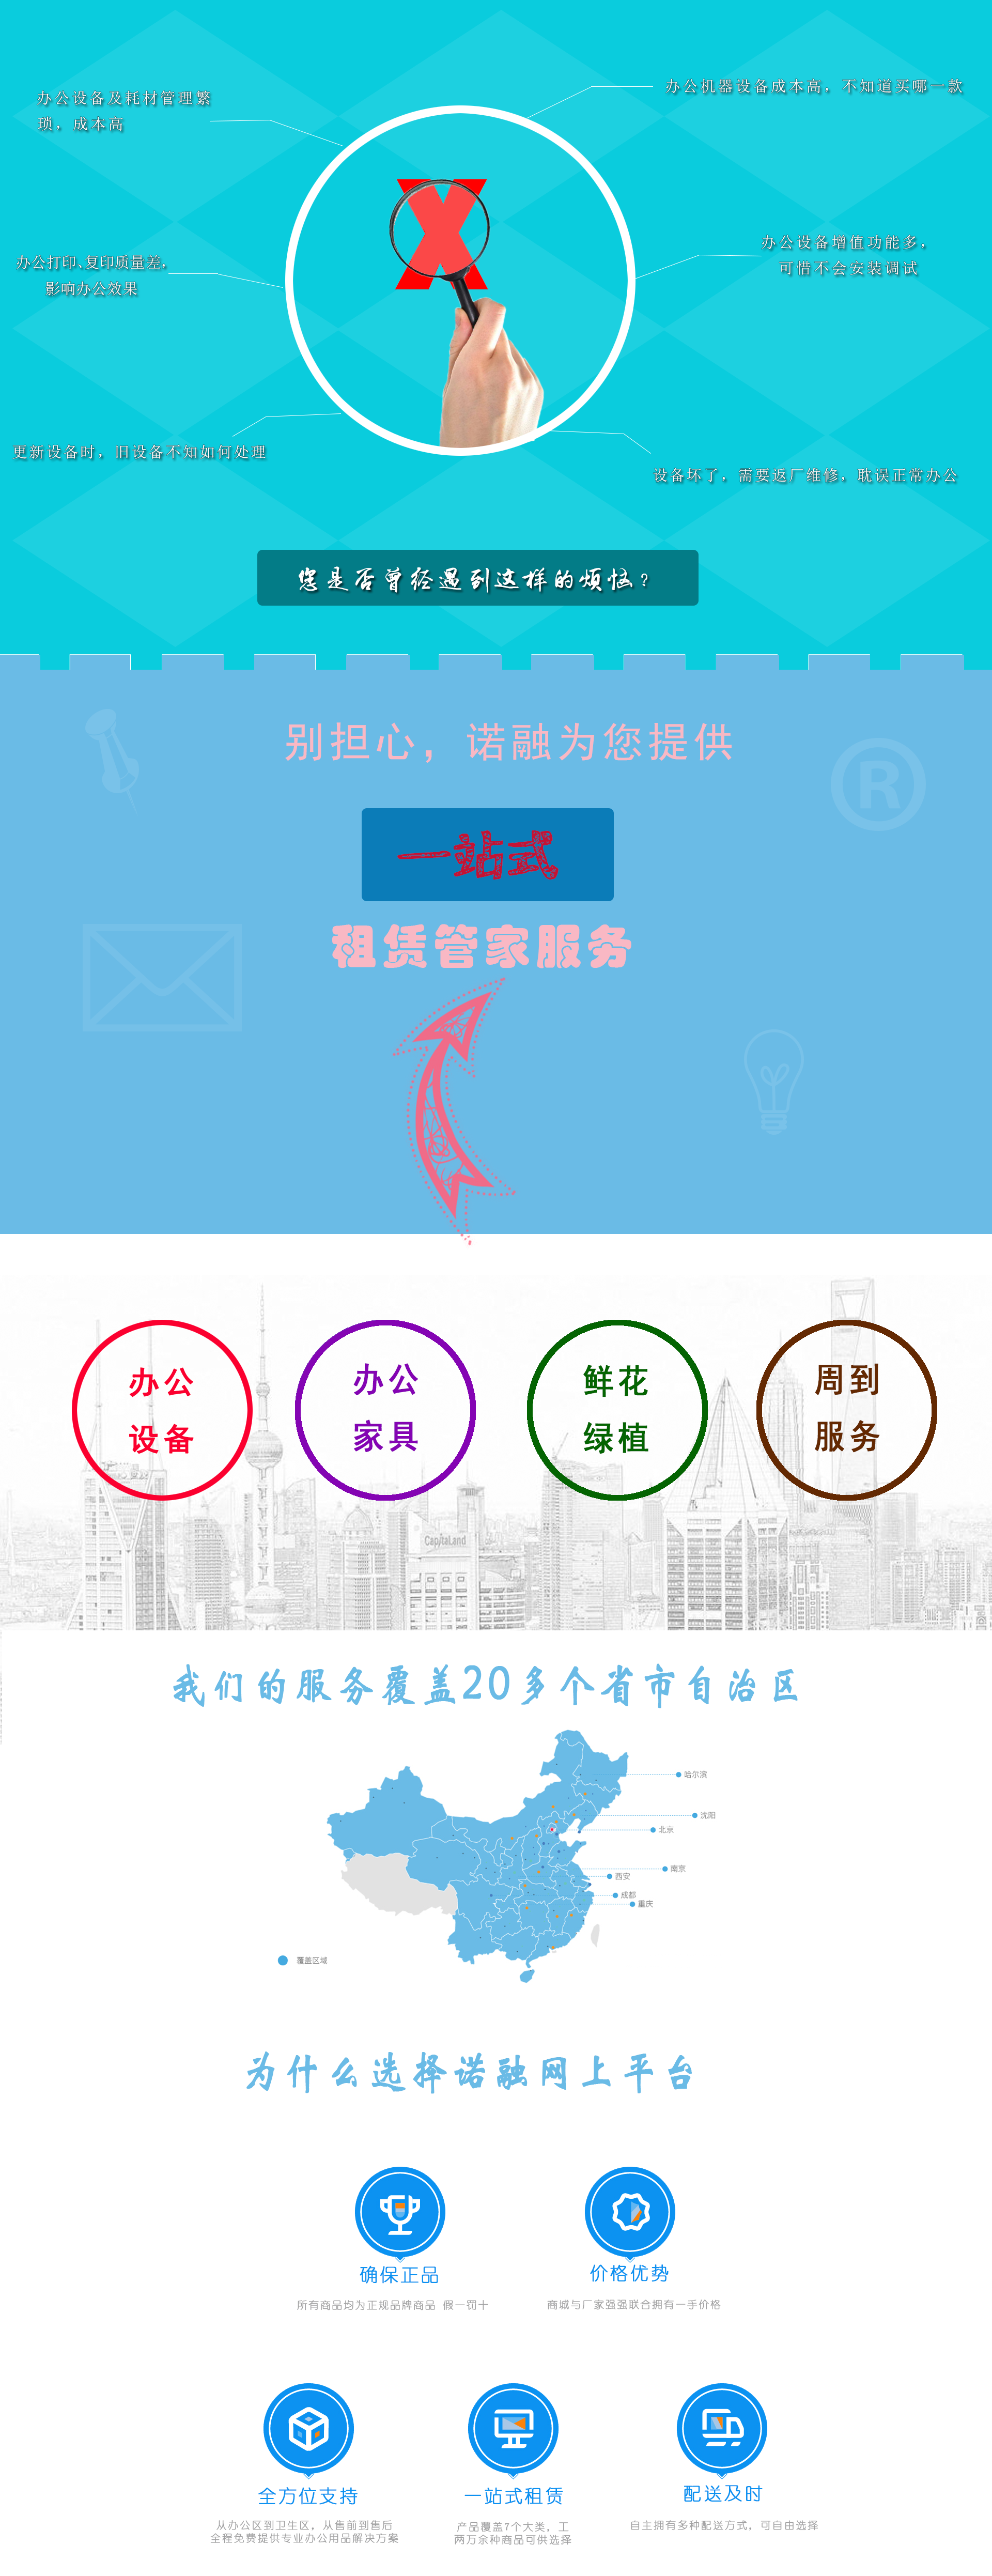 办公设备及耗材管理繁
琐，成本高
办公机器设备成本高，不知道买哪一款
办公打印、复印质量差，
影响办公效果
办公设备增值功能多，
可惜不会安装调试
更新设备时，旧设备不知如何处理
设备坏了，需要返厂维修，耽误正常办公
您是否曾经遇到这样的烦恼？
别担心，诺融为您提供
®
一站式
租赁管家服务
办公
设备
办公
家具
鲜花
绿植
周到
服务
CapitaLand
我们的服务覆盖20多个省市自治区
哈尔滨
沈阳
北京
南京
西安
成都
重庆
覆盖区域
为什么选择诺融网上平台
确保正品
所有商品均为正规品牌商品 假一罚十
价格优势
商城与厂家强强联合拥有一手价格
全方位支持
从办公区到卫生区，从售前到售后
全程免费提供专业办公用品解决方案
一站式租赁
产品覆盖7个大类，工
两万余种商品可供选择
配送及时
自主拥有多种配送方式，可自由选择